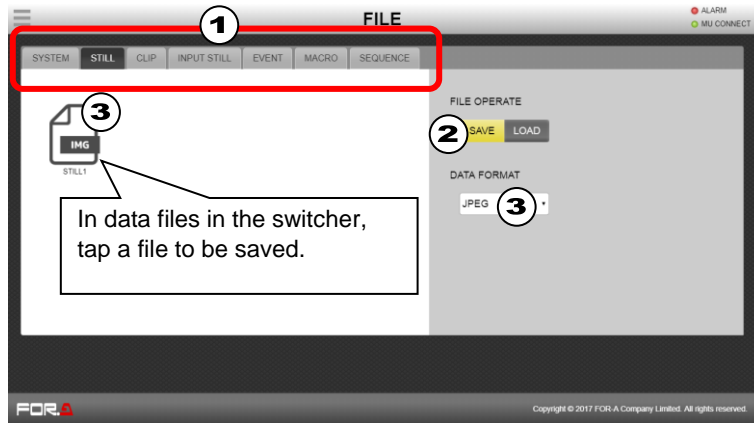 FILE
ALARM
MU CONNECT
1
SYSTEM STILL CLIP INPUT STILL EVENT MACRO SEQUENCE
3
IMG
STILL1
In data files in the switcher,
tap a file to be saved.
FILE OPERATE
2 SAVE LOAD
DATA FORMAT
JPEG 3
FOR.A
Copyright © 2017 FOR-A Company Limited. All rights reserved.